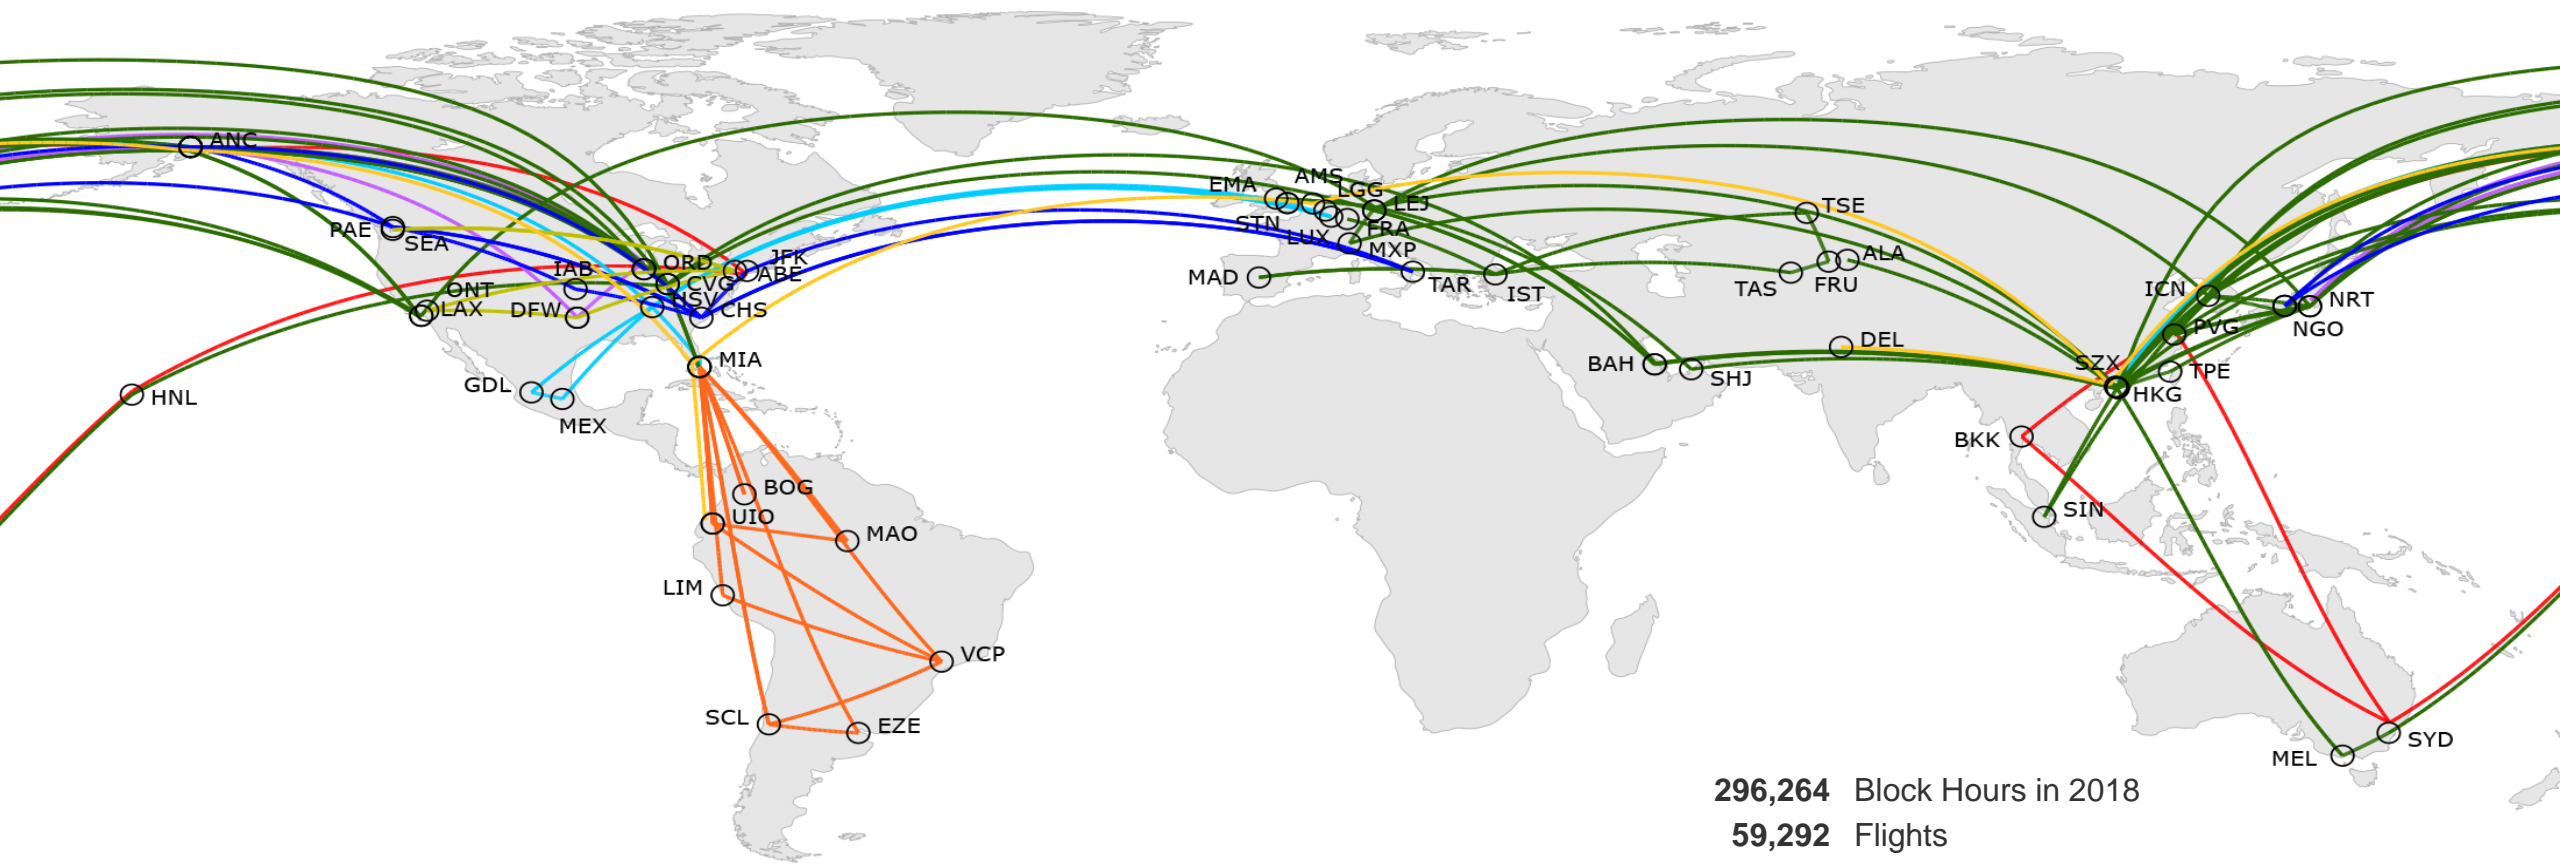 ANC
AMS
EMA
LGG
LEJ
TSE
PAE
SEA
STN
LUX
FRA
MXP
ALA
IAB
ORD
JFK
ABE
MAD
TAR
IST
TAS
FRU
ICN
NRT
NGO
ONT
LAX
DFW
CVG
HSV
CHS
PVG
DEL
MIA
BAH
SHJ
SZX
TPE
HKG
HNL
GDL
MEX
BKK
BOG
UIO
MAO
SIN
LIM
VCP
SCL
EZE
SYD
MEL
296,264 Block Hours in 2018
59,292 Flights